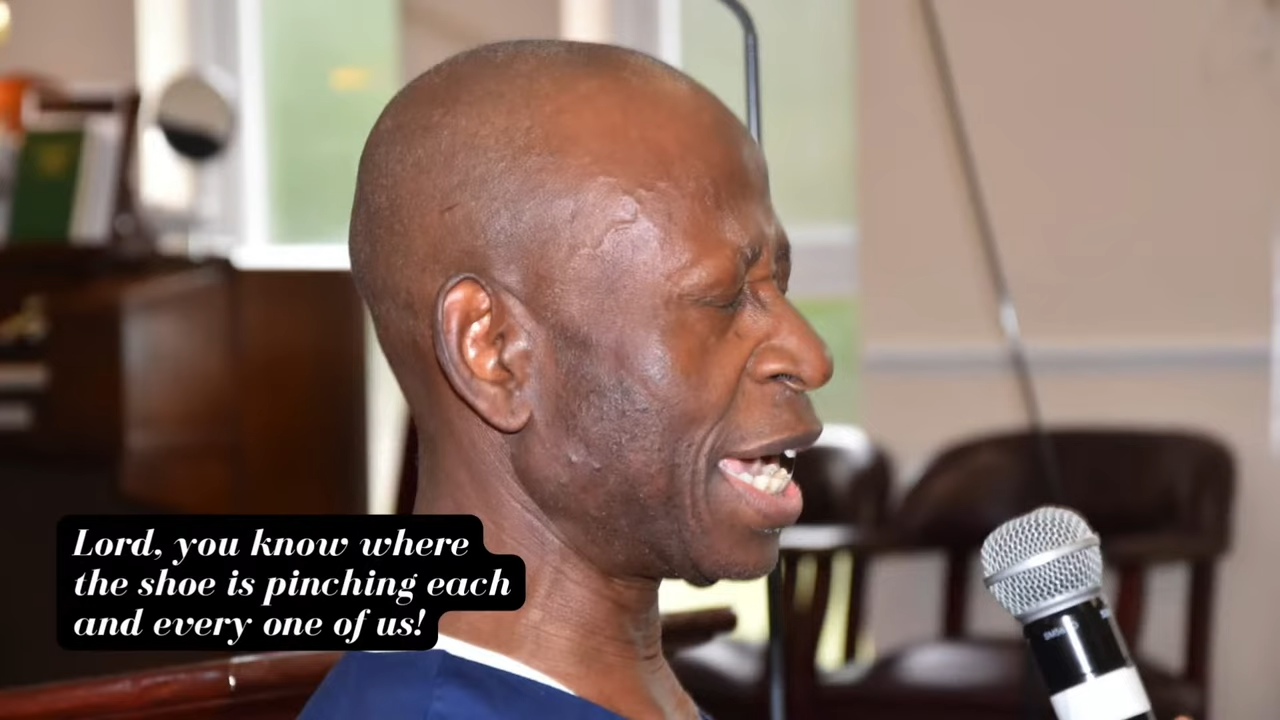 Lord, you know where
the shoe is pinching each
and every one of us!